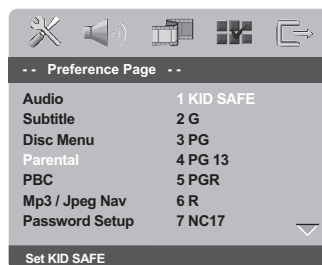 -- Preference Page --
Audio 1 KID SAFE
Subtitle 2 G
Disc Menu 3 PG
Parental 4 PG 13
PBC 5 PGR
Mp3 / Jpeg Nav 6 R
Password Setup 7 NC17
Set KID SAFE